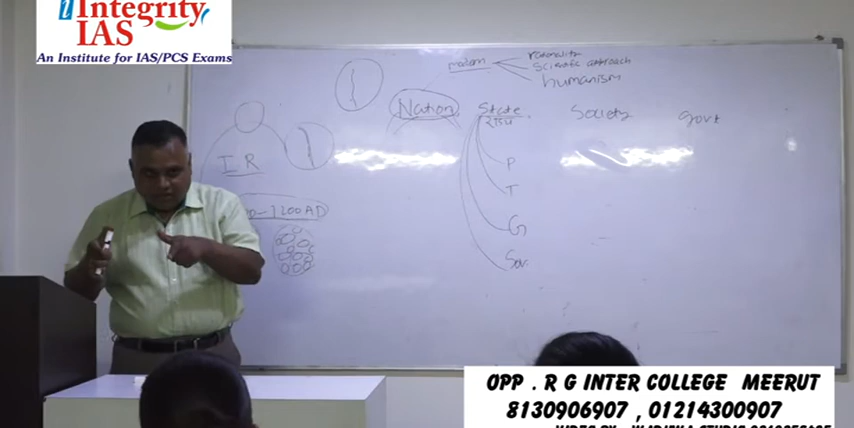 Integrity
IAS
An Institute for IAS/PCS Exams
modern
rationality
scientific approach
humanism
Nation
State
राज्य
Society
Govt
I R
1200 AD
P
T
G
Sov.
OPP . R G INTER COLLEGE MEERUT
8130906907 , 01214300907